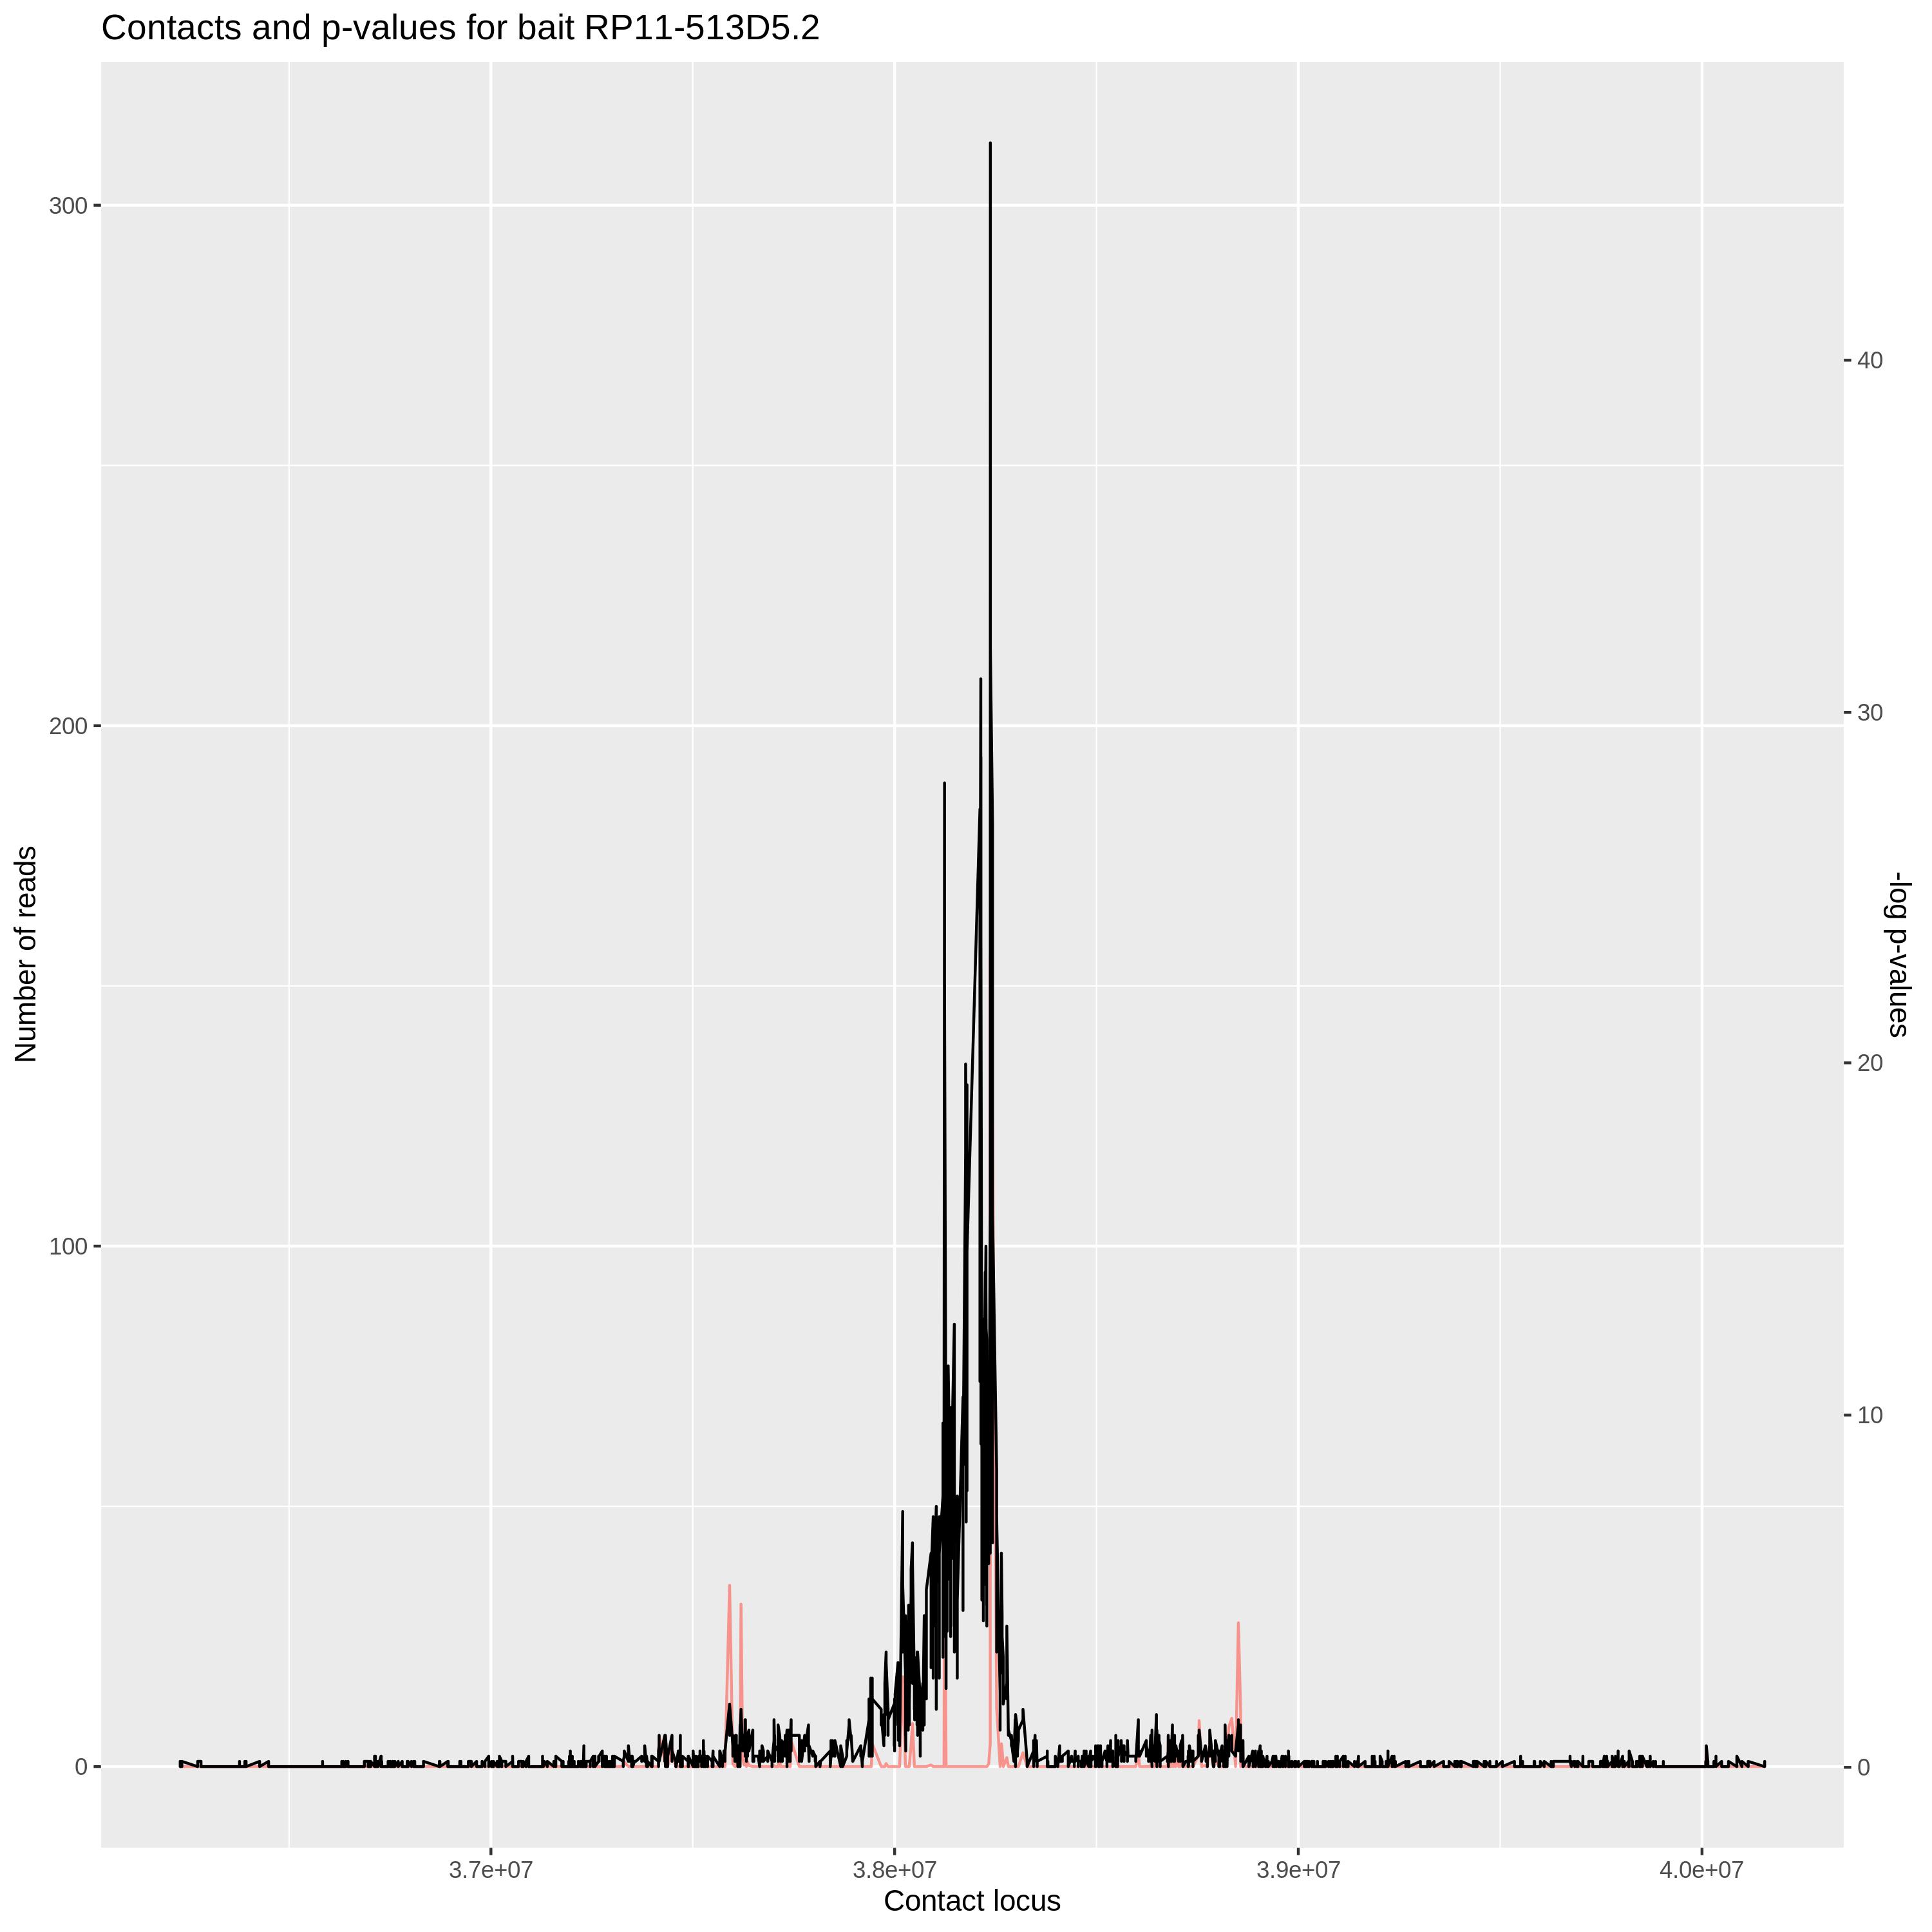 Contacts and p-values for bait RP11-513D5.2
300
200
100
0
Number of reads
40
30
20
10
0
-log p-values
3.7e+07
3.8e+07
3.9e+07
4.0e+07
Contact locus